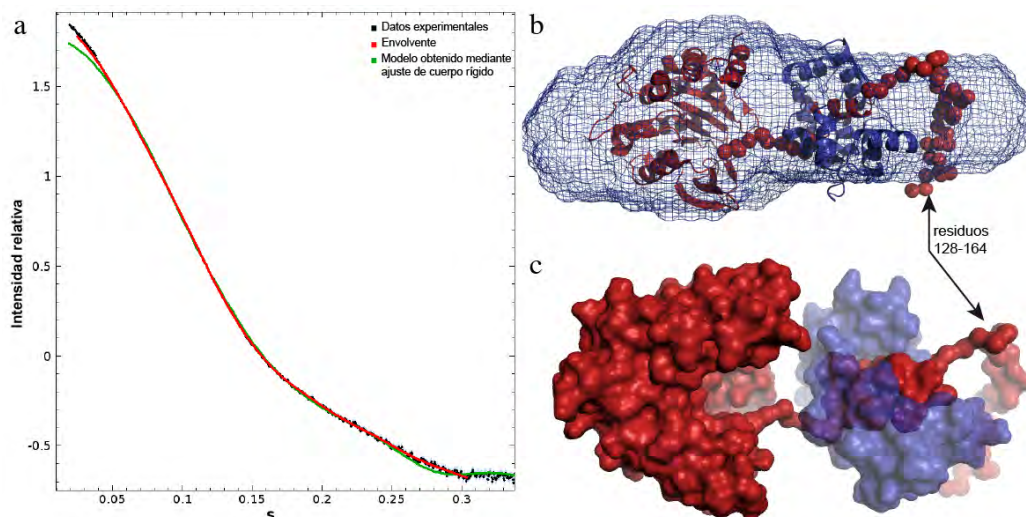 a
Datos experimentales
Envolvente
Modelo obtenido mediante
ajuste de cuerpo rígido
Intensidad relativa
1.5
1
0.5
0
-0.5
0.05
0.1
0.15
0.2
0.25
0.3
s
b
residuos
128-164
c